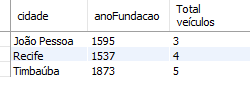 cidade anoFundacao Total veículos
João Pessoa 1595 3
Recife 1537 4
Timbaúba 1873 5